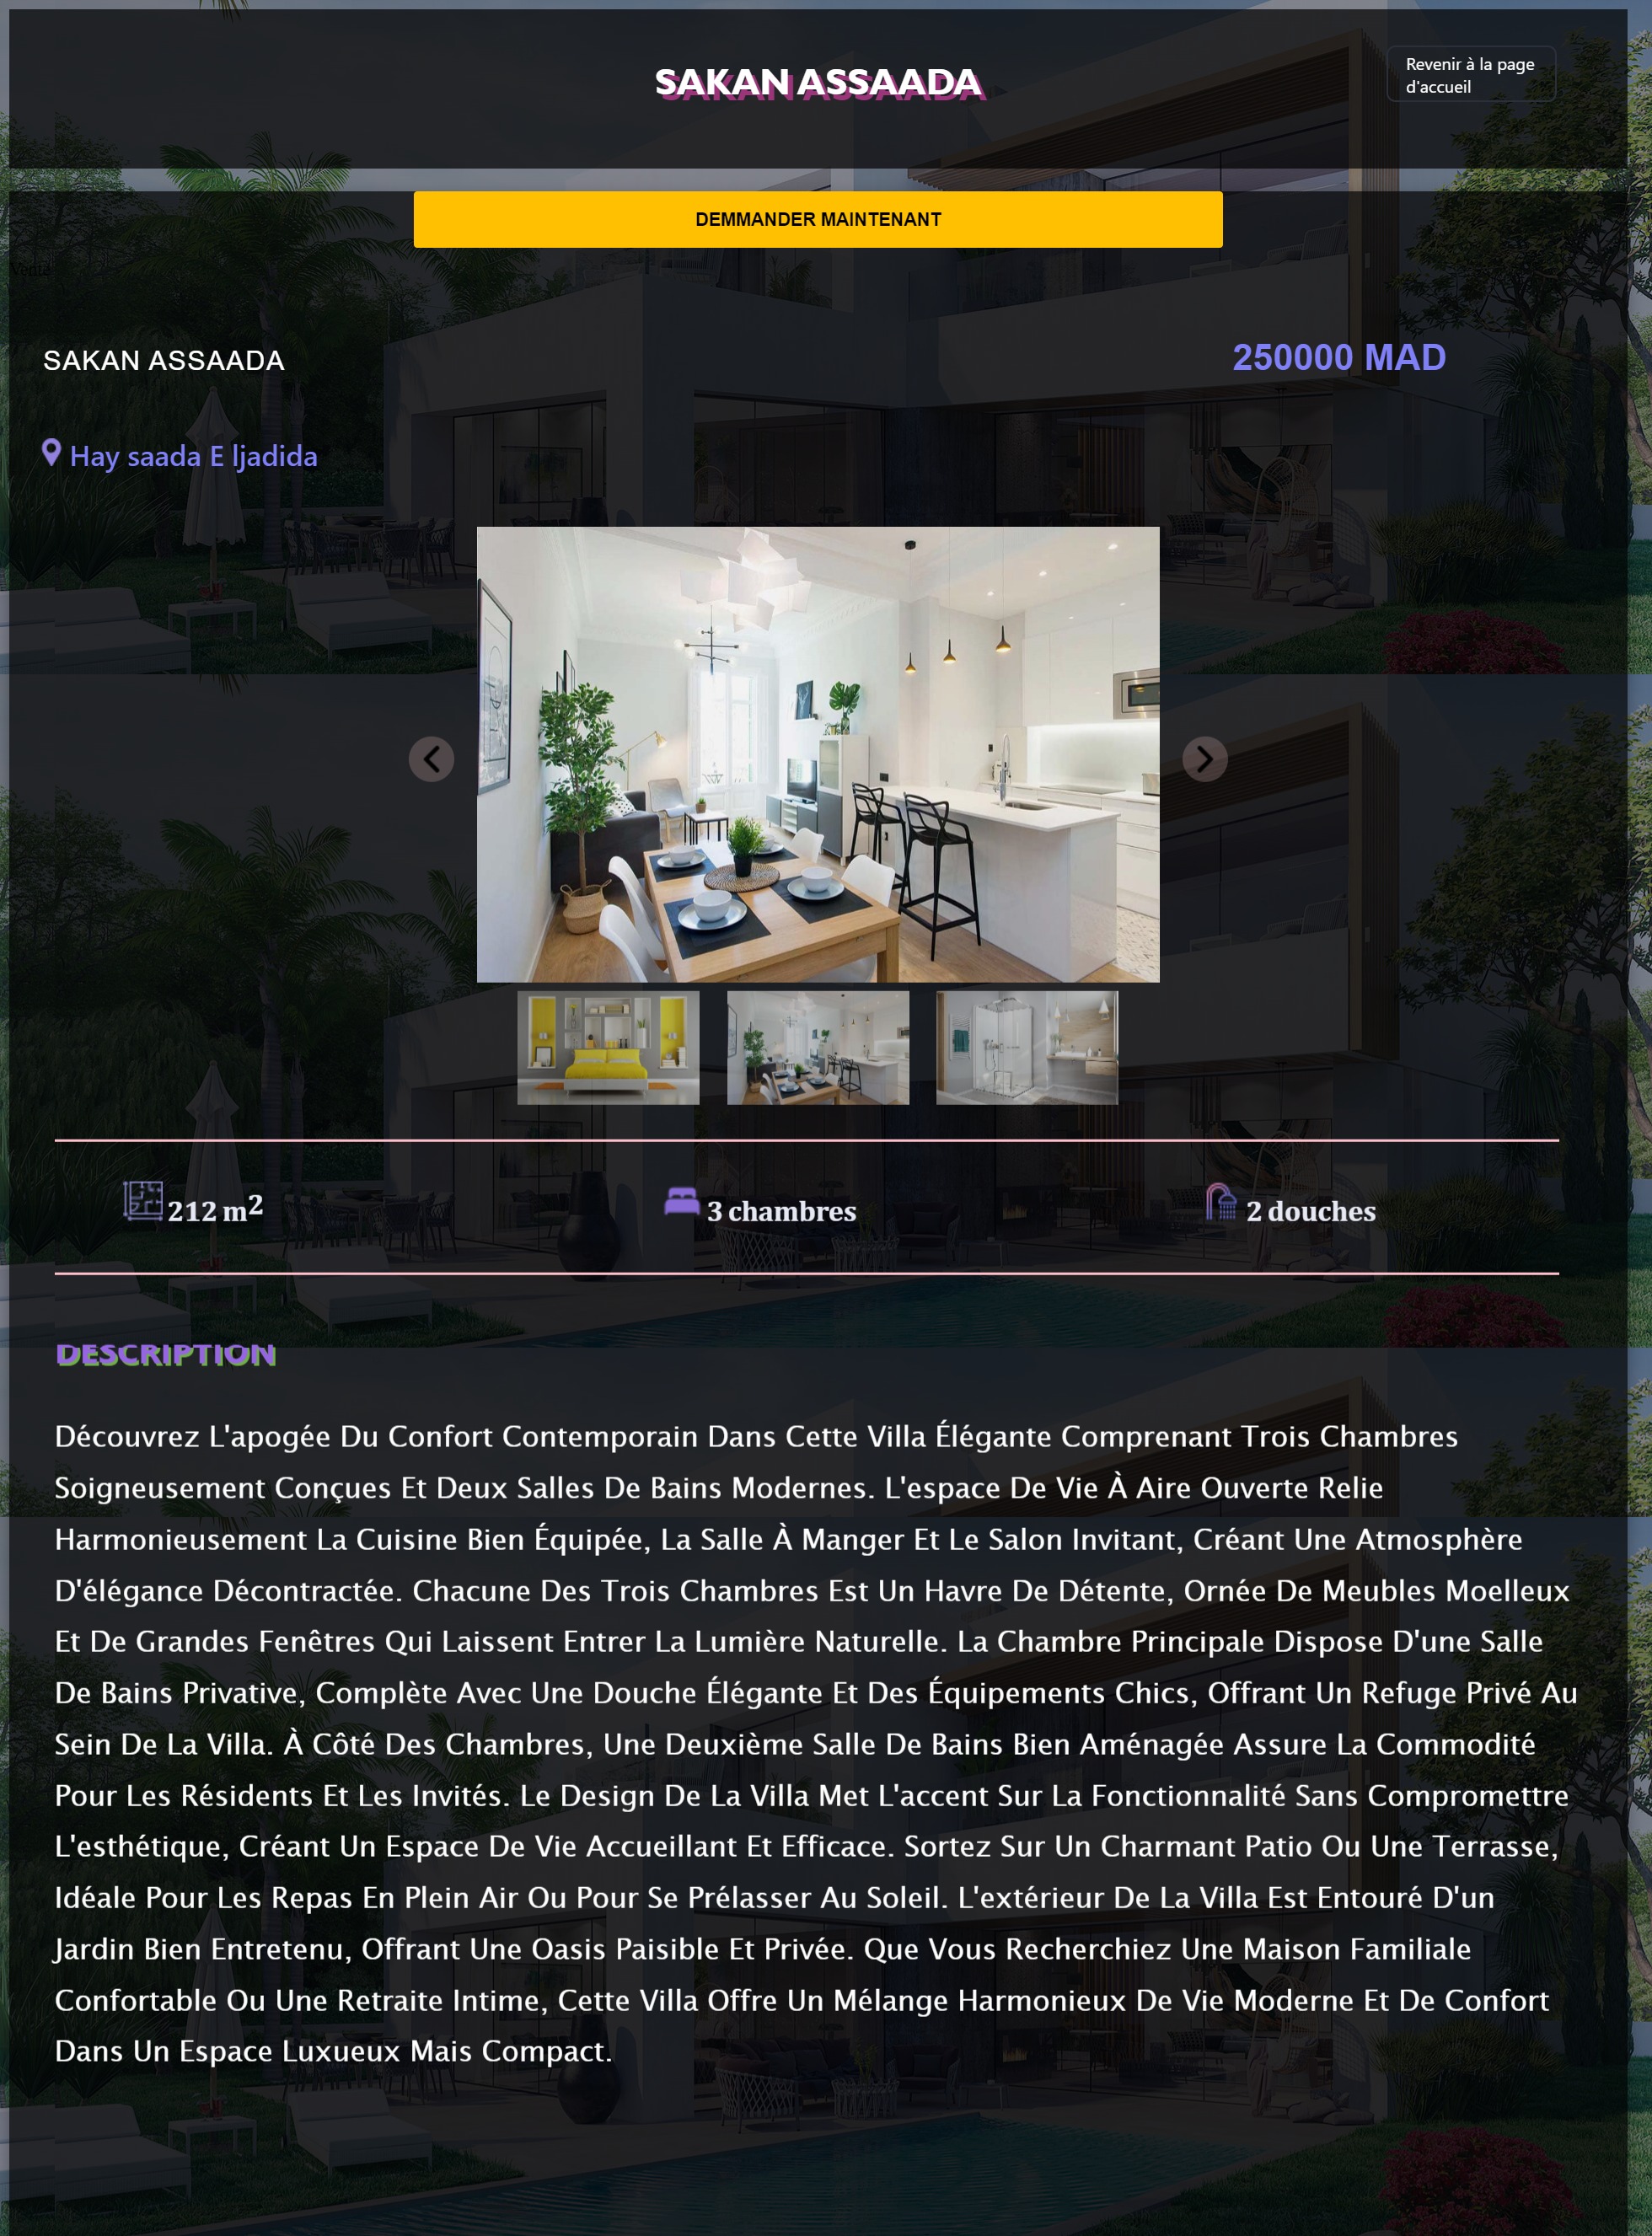 SAKAN ASSAADA
Revenir à la page
d'accueil
DEMMANDER MAINTENANT
Vente
SAKAN ASSAADA
250000 MAD
Hay saada E ljadida
212 m2
3 chambres
2 douches
DESCRIPTION
Découvrez L'apogée Du Confort Contemporain Dans Cette Villa Élégante Comprenant Trois Chambres
Soigneusement Conçues Et Deux Salles De Bains Modernes. L'espace De Vie À Aire Ouverte Relie
Harmonieusement La Cuisine Bien Équipée, La Salle À Manger Et Le Salon Invitant, Créant Une Atmosphère
D'élégance Décontractée. Chacune Des Trois Chambres Est Un Havre De Détente, Ornée De Meubles Moelleux
Et De Grandes Fenêtres Qui Laissent Entrer La Lumière Naturelle. La Chambre Principale Dispose D'une Salle
De Bains Privative, Complète Avec Une Douche Élégante Et Des Équipements Chics, Offrant Un Refuge Privé Au
Sein De La Villa. À Côté Des Chambres, Une Deuxième Salle De Bains Bien Aménagée Assure La Commodité
Pour Les Résidents Et Les Invités. Le Design De La Villa Met L'accent Sur La Fonctionnalité Sans Compromettre
L'esthétique, Créant Un Espace De Vie Accueillant Et Efficace. Sortez Sur Un Charmant Patio Ou Une Terrasse,
Idéale Pour Les Repas En Plein Air Ou Pour Se Prélasser Au Soleil. L'extérieur De La Villa Est Entouré D'un
Jardin Bien Entretenu, Offrant Une Oasis Paisible Et Privée. Que Vous Recherchiez Une Maison Familiale
Confortable Ou Une Retraite Intime, Cette Villa Offre Un Mélange Harmonieux De Vie Moderne Et De Confort
Dans Un Espace Luxueux Mais Compact.